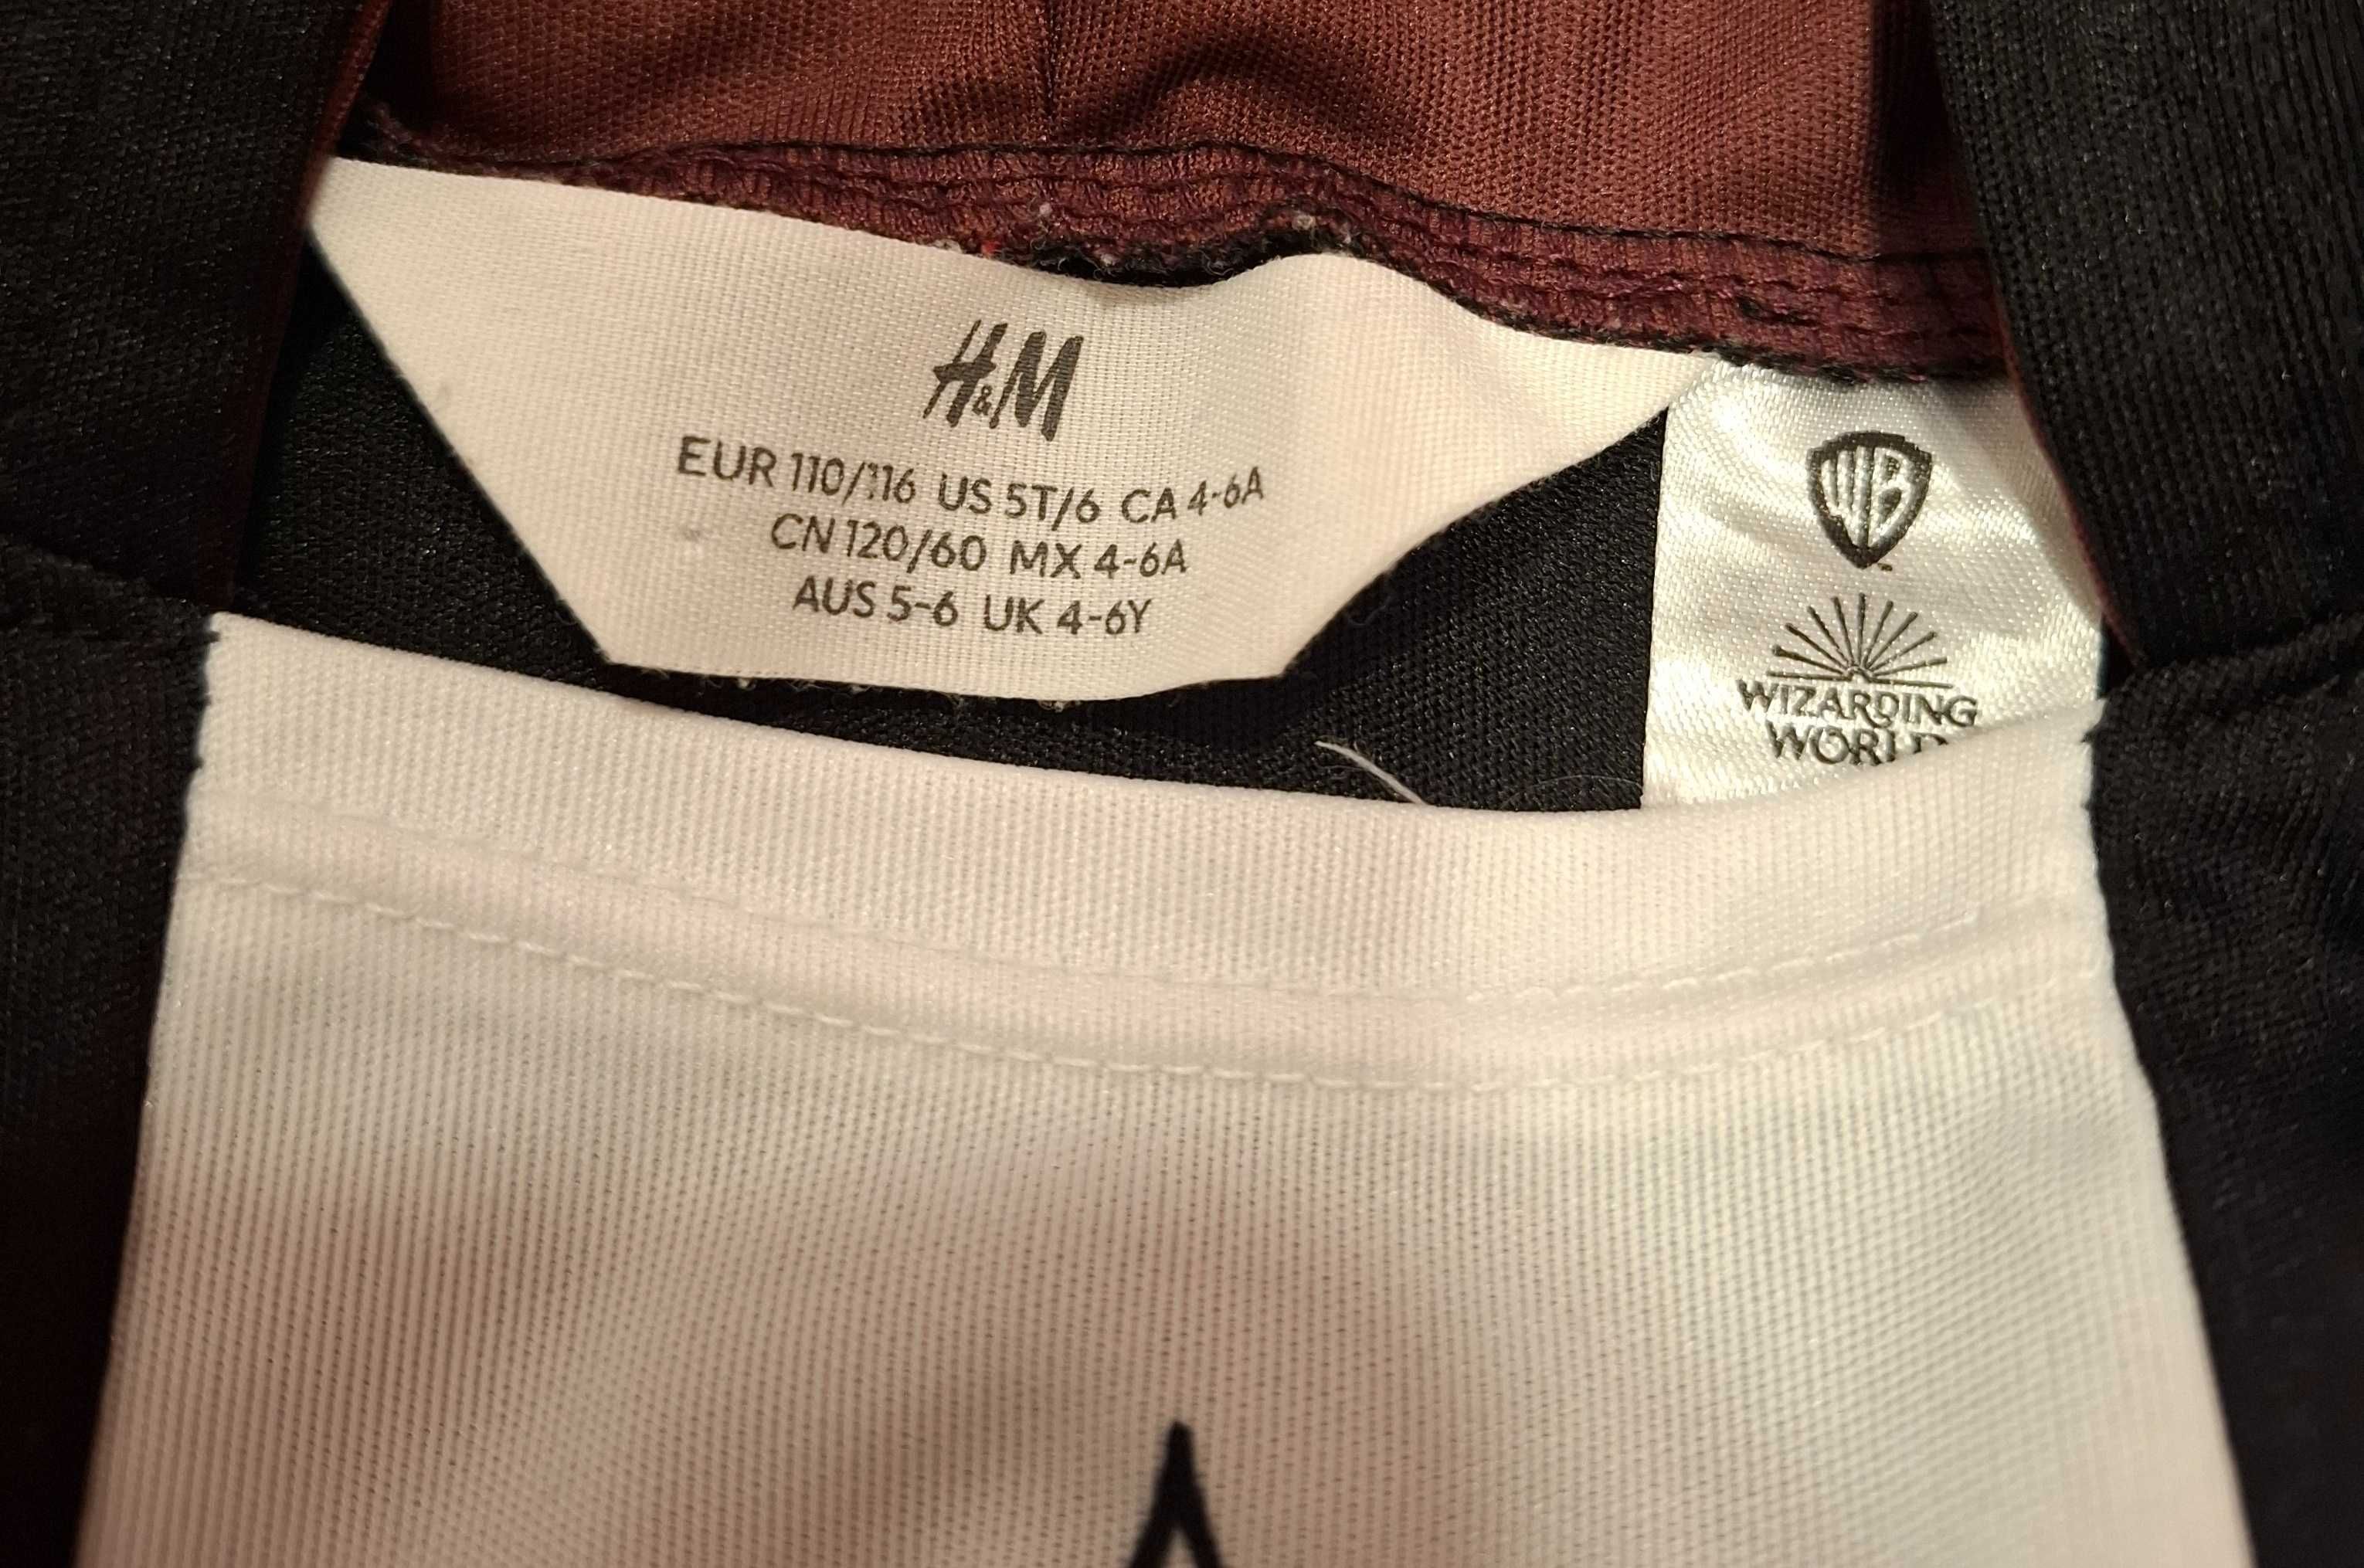 H&M
EUR 110/116 US 5T/6 CA 4-6A
CN 120/60 MX 4-6A
AUS 5-6 UK 4-6Y
WB
™
WIZARDING
WORLD